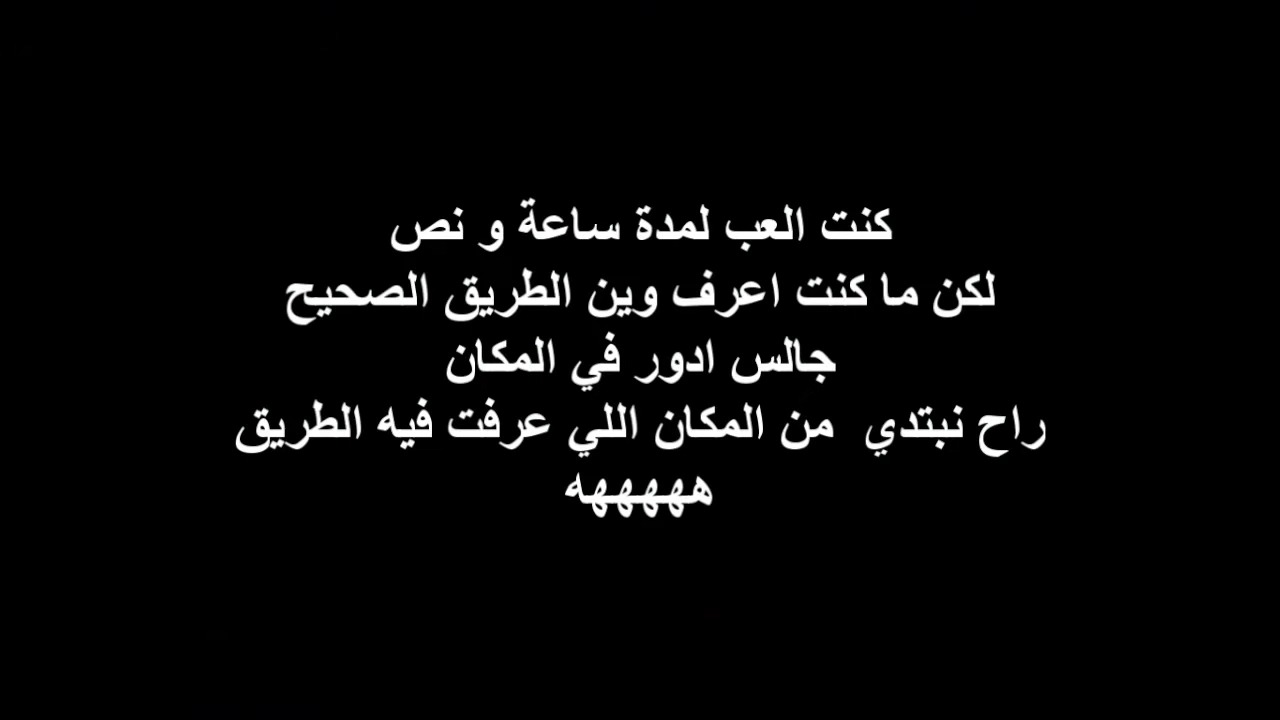 كنت العب لمدة ساعة و نص
لكن ما كنت اعرف وين الطريق الصحيح
جالس ادور في المكان
راح نبتدي من المكان اللي عرفت فيه الطريق
هههههه